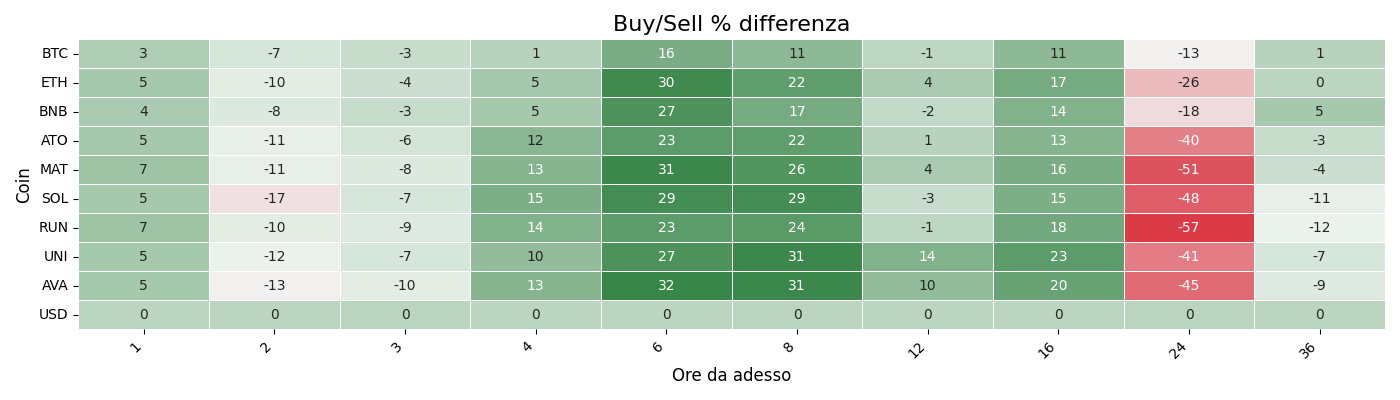 Buy/Sell % differenza
Coin
BTC 3 -7 -3 1 16 11 -1 11 -13 1
ETH 5 -10 -4 5 30 22 4 17 -26 0
BNB 4 -8 -3 5 27 17 -2 14 -18 5
ATO 5 -11 -6 12 23 22 1 13 -40 -3
MAT 7 -11 -8 13 31 26 4 16 -51 -4
SOL 5 -17 -7 15 29 29 -3 15 -48 -11
RUN 7 -10 -9 14 23 24 -1 18 -57 -12
UNI 5 -12 -7 10 27 31 14 23 -41 -7
AVA 5 -13 -10 13 32 31 10 20 -45 -9
USD 0 0 0 0 0 0 0 0 0 0
1 2 3 4 6 8 12 16 24 36
Ore da adesso